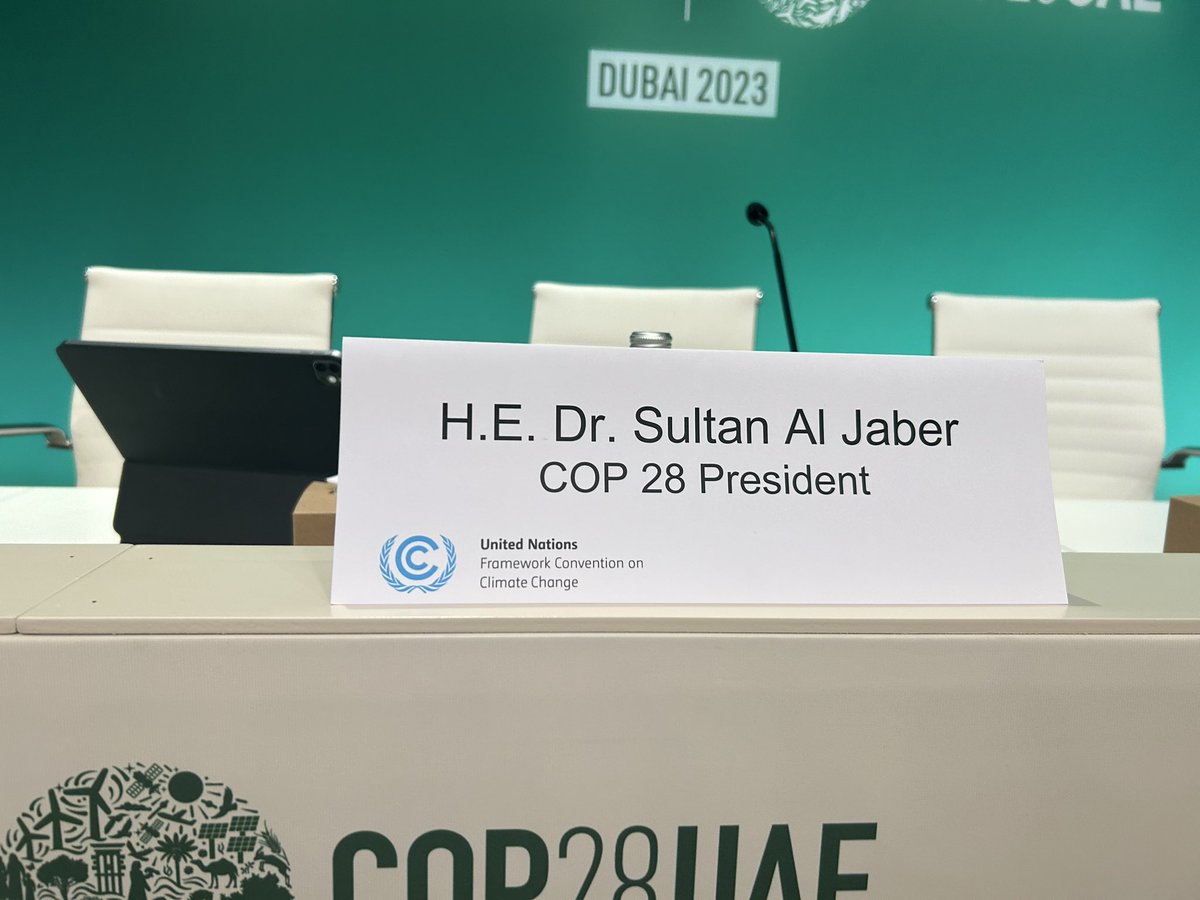 DUBAI 2023
H.E. Dr. Sultan Al Jaber
COP 28 President
United Nations
Framework Convention on
Climate Change
COP28UAE